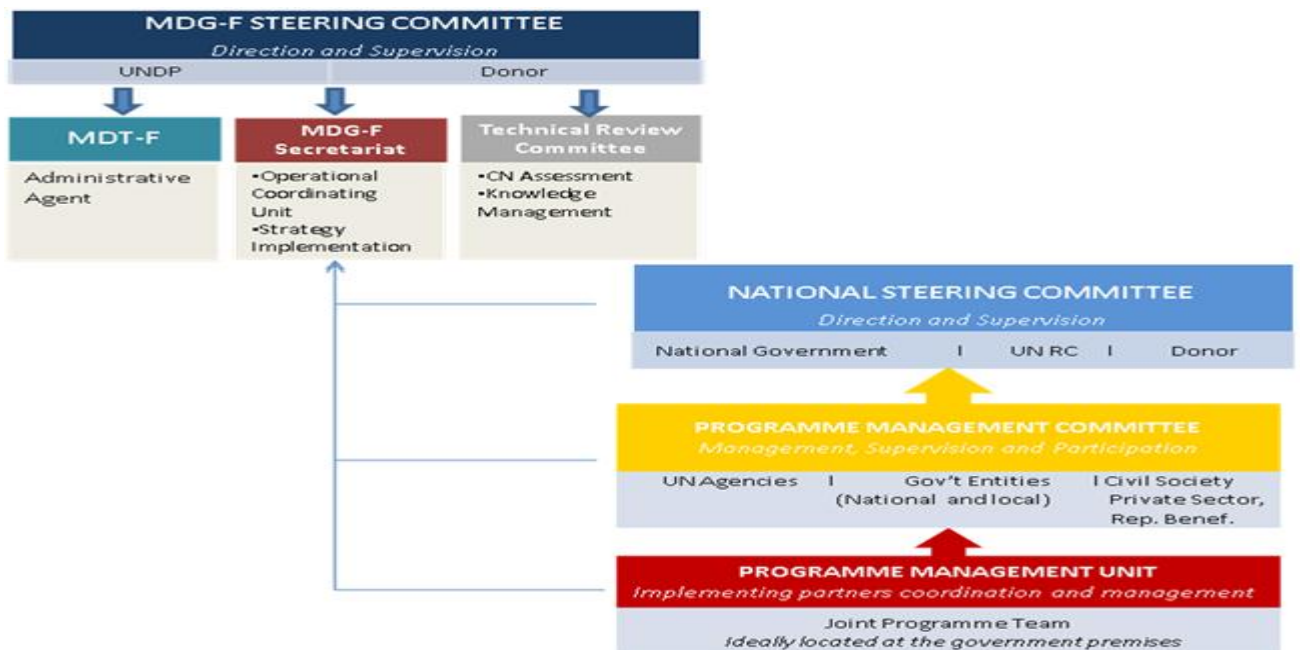 MDG-F STEERING COMMITTEE
Direction and Supervision
UNDP Donor
MDT-F
Administrative
Agent
MDG-F
Secretariat
•Operational
Coordinating
Unit
•Strategy
Implementation
Technical Review
Committee
•CN Assessment
•Knowledge
Management
NATIONAL STEERING COMMITTEE
Direction and Supervision
National Government | UN RC | Donor
PROGRAMME MANAGEMENT COMMITTEE
Management, Supervision and Participation
UN Agencies | Gov't Entities | Civil Society
(National and local) Private Sector,
Rep. Benef.
PROGRAMME MANAGEMENT UNIT
Implementing partners coordination and management
Joint Programme Team
Ideally located at the government premises